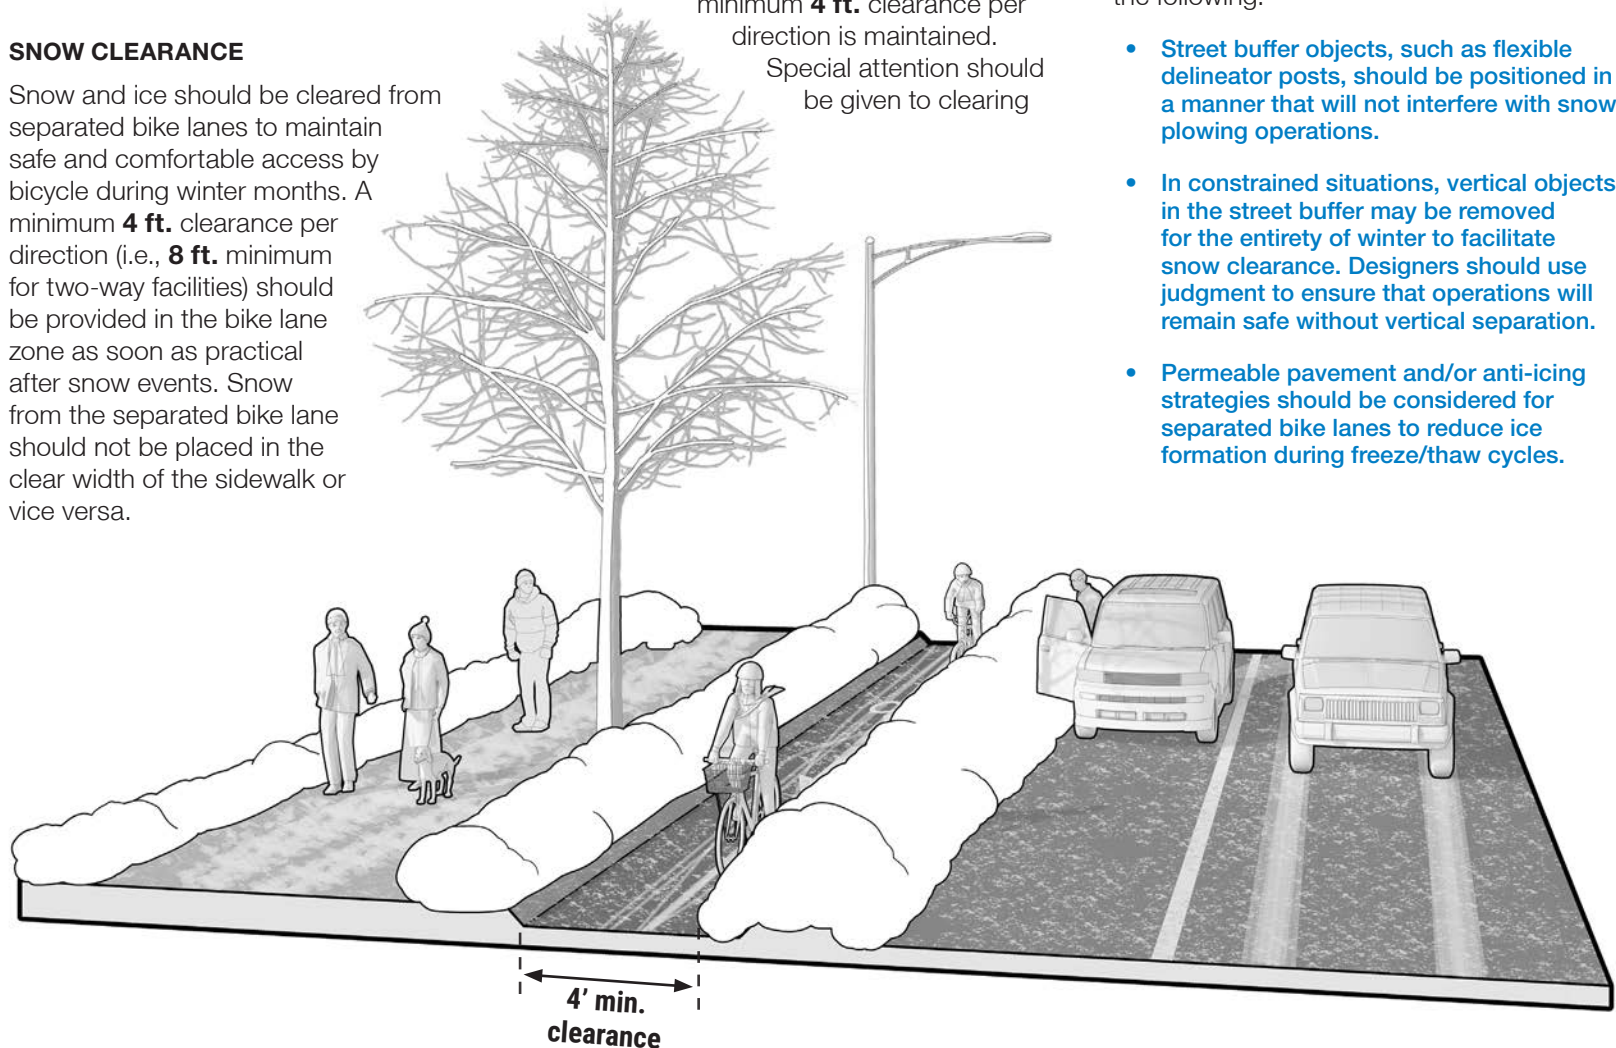 SNOW CLEARANCE
Snow and ice should be cleared from
separated bike lanes to maintain
safe and comfortable access by
bicycle during winter months. A
minimum 4 ft. clearance per
direction (i.e., 8 ft. minimum
for two-way facilities) should
be provided in the bike lane
zone as soon as practical
after snow events. Snow
from the separated bike lane
should not be placed in the
clear width of the sidewalk or
vice versa.
minimum 4 ft. clearance per
direction is maintained.
Special attention should
be given to clearing
the following:
• Street buffer objects, such as flexible
delineator posts, should be positioned in
a manner that will not interfere with snow
plowing operations.
• In constrained situations, vertical objects
in the street buffer may be removed
for the entirety of winter to facilitate
snow clearance. Designers should use
judgment to ensure that operations will
remain safe without vertical separation.
• Permeable pavement and/or anti-icing
strategies should be considered for
separated bike lanes to reduce ice
formation during freeze/thaw cycles.
4’ min.
clearance